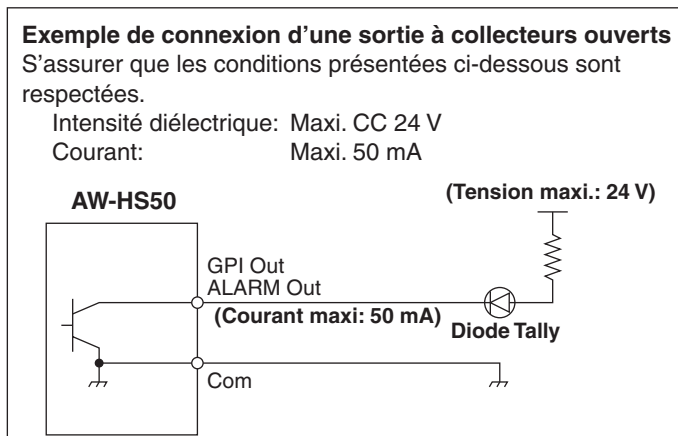 Exemple de connexion d'une sortie à collecteurs ouverts
S'assurer que les conditions présentées ci-dessous sont
respectées.
Intensité diélectrique: Maxi. CC 24 V
Courant: Maxi. 50 mA
AW-HS50
(Tension maxi.: 24 V)
GPI Out
ALARM Out
(Courant maxi: 50 mA)
Diode Tally
Com